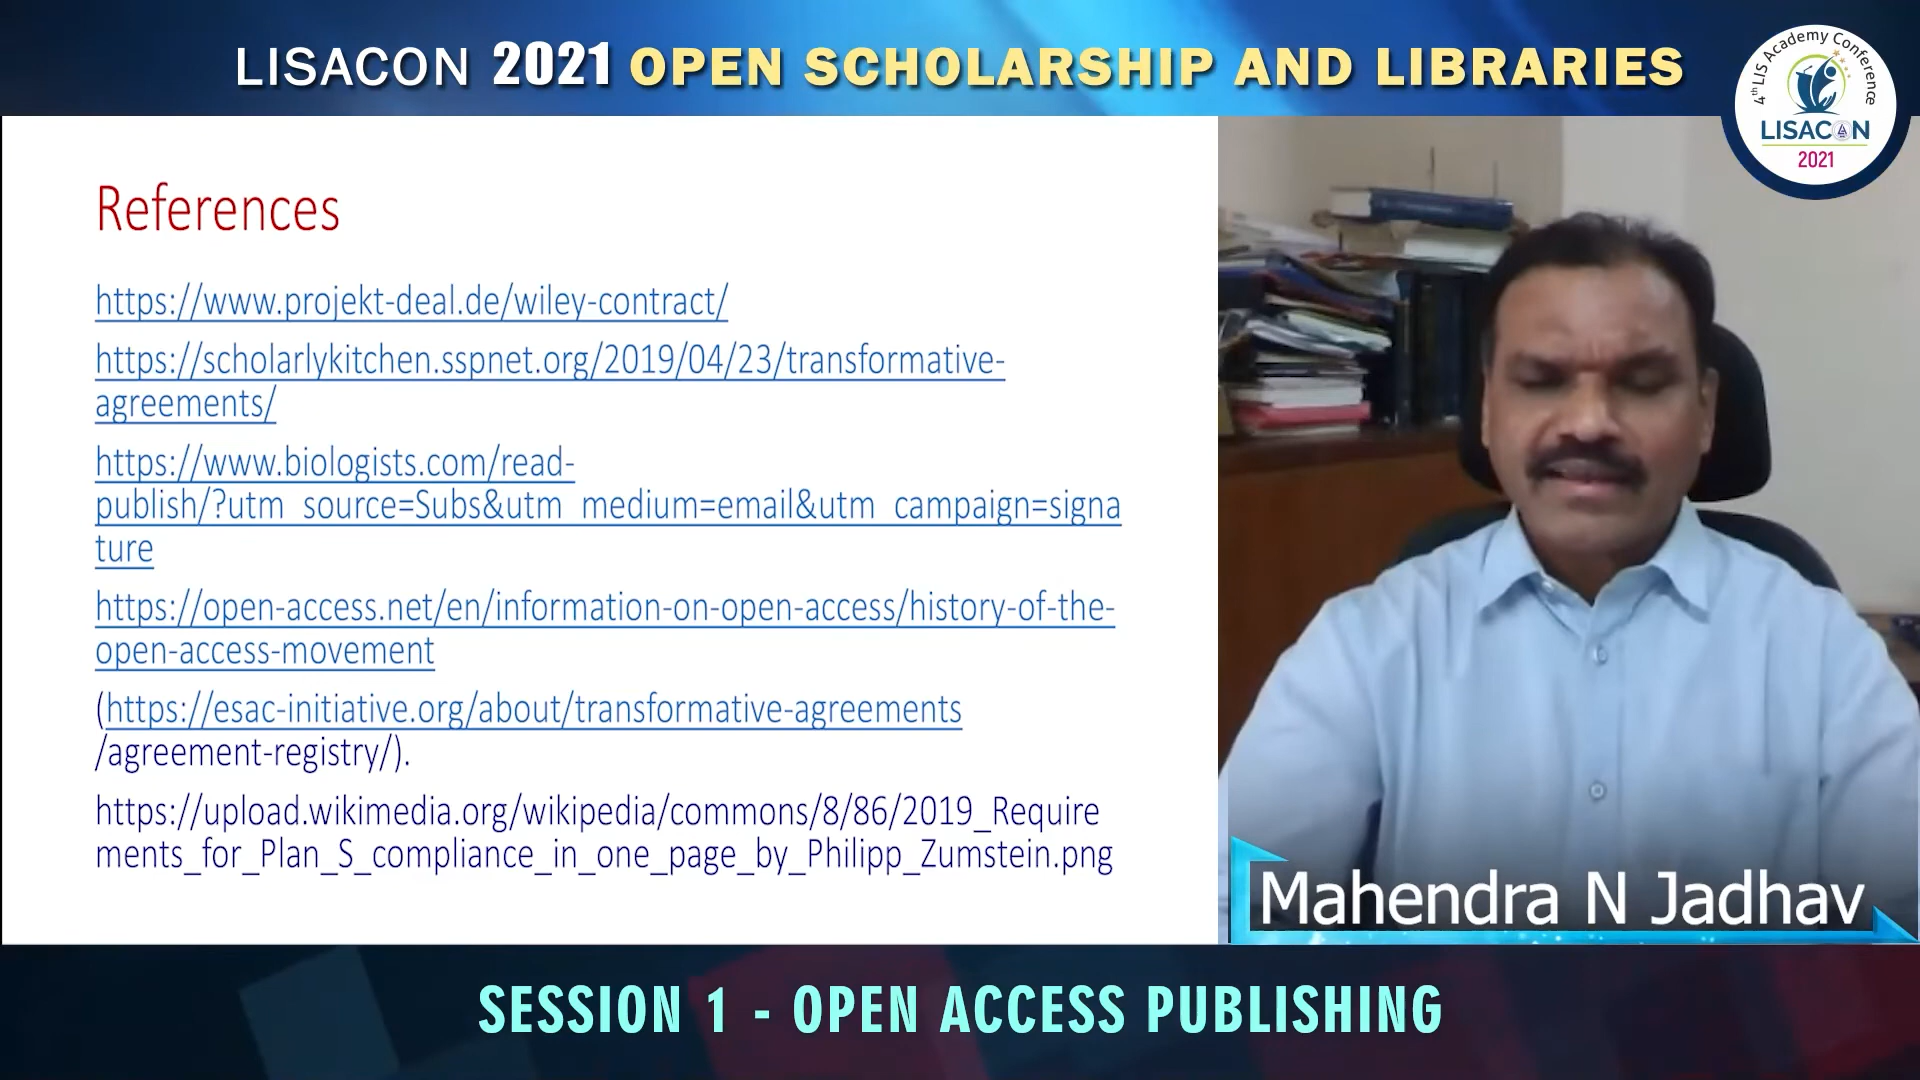 LISACON 2021 OPEN SCHOLARSHIP AND LIBRARIES
4th LIS Academy Conference
LISACON
2021
References
https://www.projekt-deal.de/wiley-contract/
https://scholarlykitchen.sspnet.org/2019/04/23/transformative-
agreements/
https://www.biologists.com/read-
publish/?utm_source=Subs&utm_medium=email&utm_campaign=signa
ture
https://open-access.net/en/information-on-open-access/history-of-the-
open-access-movement
(https://esac-initiative.org/about/transformative-agreements
/agreement-registry/).
https://upload.wikimedia.org/wikipedia/commons/8/86/2019_Require
ments_for_Plan_S_compliance_in_one_page_by_Philipp_Zumstein.png
Mahendra N Jadhav
SESSION 1 - OPEN ACCESS PUBLISHING